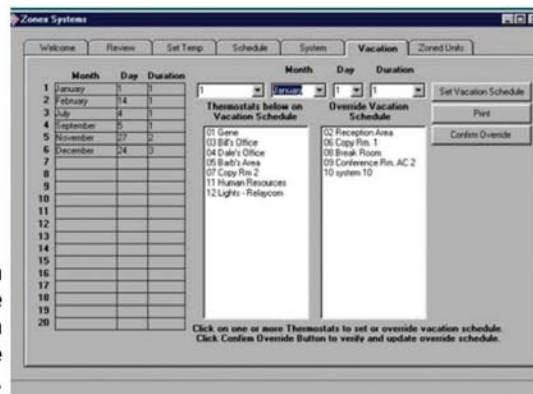 Zonex Systems
Welcome Review Set Temp Schedule System Vacation Zoned Units
Month Day Duration
1 January 1 1
2 February 14 1
3 July 4 1
4 September 5 1
5 November 27 2
6 December 24 3
7
8
9
10
11
12
13
14
15
16
17
18
19
20
Month Day Duration
1 January 1 1
Thermostats below on
Vacation Schedule
01 Gene
03 Bill's Office
04 Dale's Office
05 Barb's Area
07 Copy Rm 2
11 Human Resources
12 Lights - Relaycom
Override Vacation
Schedule
02 Reception Area
06 Copy Rm. 1
08 Break Room
09 Conference Rm. AC 2
10 system 10
Set Vacation Schedule
Print
Confirm Override
Click on one or more Thermostats to set or override vacation schedule.
Click Confirm Override Button to verify and update override schedule.